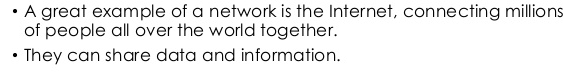 • A great example of a network is the Internet, connecting millions
of people all over the world together.
• They can share data and information.